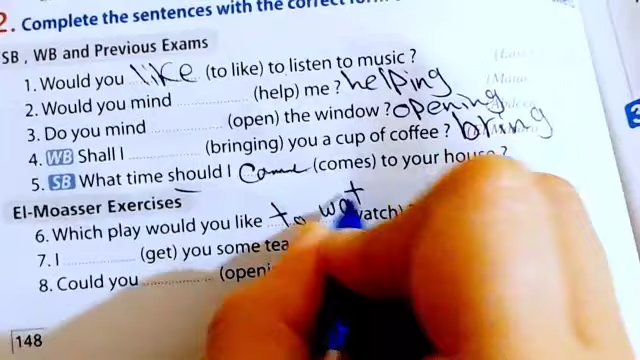 2. Complete the sentences with the correct
SB , WB and Previous Exams
1. Would you like (to like) to listen to music ?
2. Would you mind ............ (help) me ? helping
3. Do you mind ............ (open) the window ? opening
4. WB Shall I ............ (bringing) you a cup of coffee ? bring
5. SB What time should I come (comes) to your house ?
El-Moasser Exercises
6. Which play would you like to wat
7. I ............ (get) you some tea
8. Could you ............ (openi
148